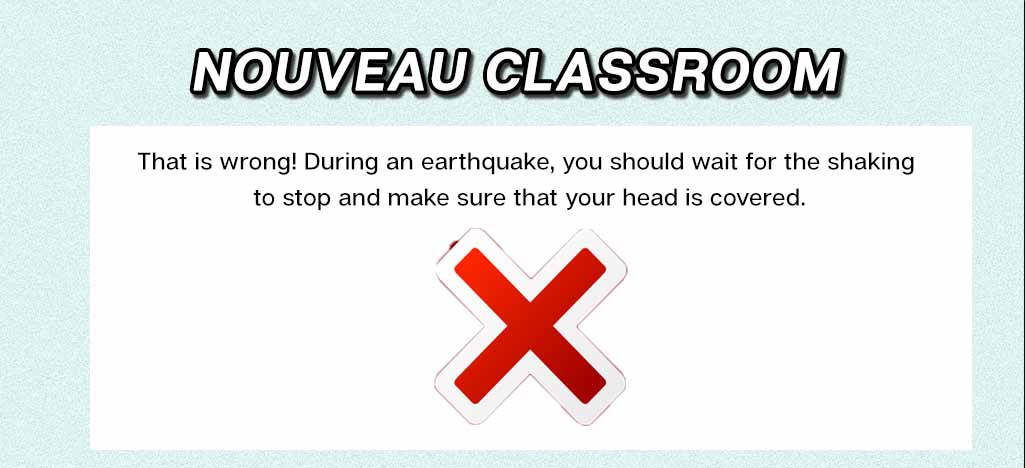 NOUVEAU CLASSROOM
That is wrong! During an earthquake, you should wait for the shaking
to stop and make sure that your head is covered.